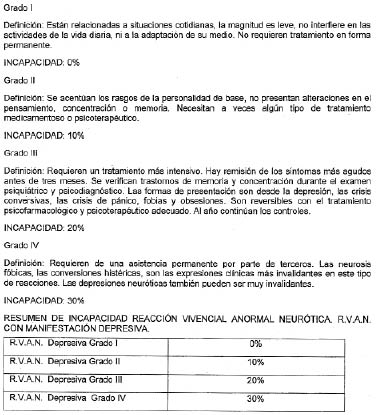 Grado I
Definición: Están relacionadas a situaciones cotidianas, la magnitud es leve, no interfiere en las
actividades de la vida diaria, ni a la adaptación de su medio. No requieren tratamiento en forma
permanente.
INCAPACIDAD: 0%
Grado II
Definición: Se acentúan los rasgos de la personalidad de base, no presentan alteraciones en el
pensamiento, concentración o memoria. Necesitan a veces algún tipo de tratamiento
medicamentoso o psicoterapéutico.
INCAPACIDAD: 10%
Grado III
Definición: Requieren un tratamiento más intensivo. Hay remisión de los síntomas más agudos
antes de tres meses. Se verifican trastornos de memoria y concentración durante el examen
psiquiátrico y psicodiagnóstico. Las formas de presentación son desde la depresión, las crisis
conversivas, las crisis de pánico, fobias y obsesiones. Son reversibles con el tratamiento
psicofarmacológico y psicoterapéutico adecuado. Al año continúan los controles.
INCAPACIDAD: 20%
Grado IV
Definición: Requieren de una asistencia permanente por parte de terceros. Las neurosis
fóbicas, las conversiones histéricas, son las expresiones clínicas más invalidantes en este tipo
de reacciones. Las depresiones neuróticas también pueden ser muy invalidantes.
INCAPACIDAD: 30%
RESUMEN DE INCAPACIDAD REACCIÓN VIVENCIAL ANORMAL NEURÓTICA. R.V.A.N.
CON MANIFESTACIÓN DEPRESIVA.
R.V.A.N. Depresiva Grado I 0%
R.V.A.N. Depresiva Grado II 10%
R.V.A.N. Depresiva Grado III 20%
R.V.A.N. Depresiva Grado IV 30%